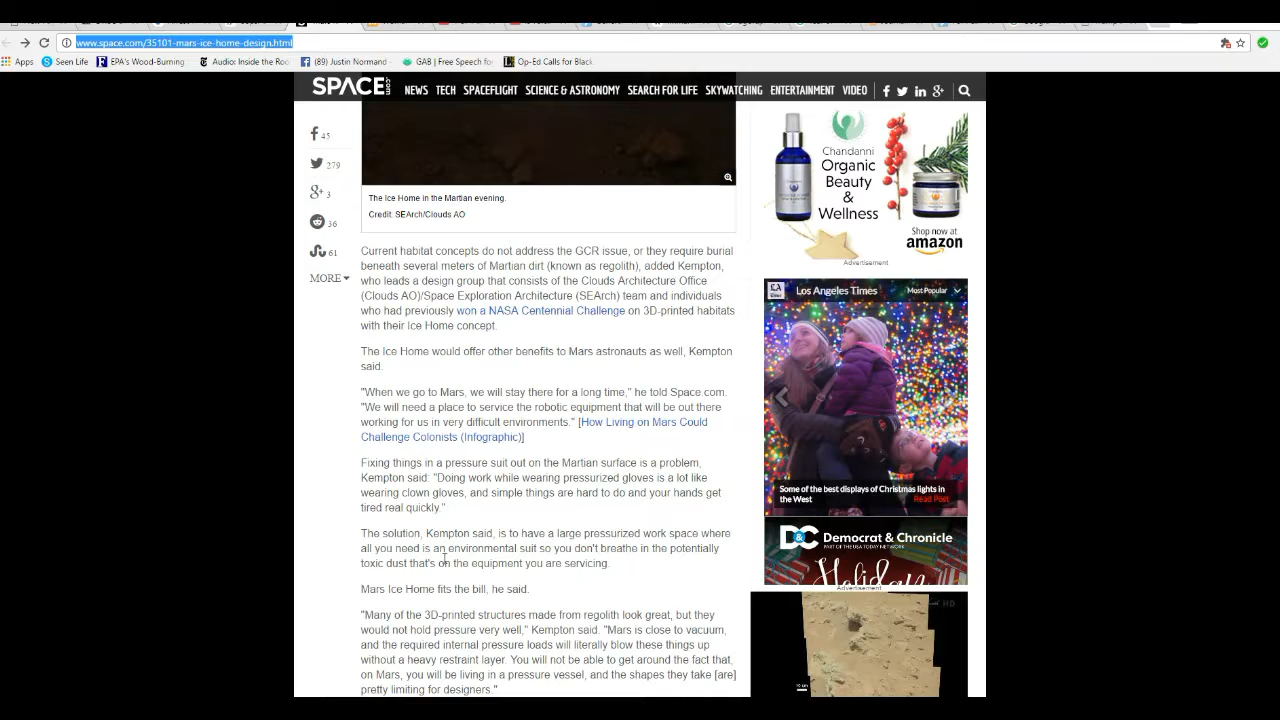 www.space.com/35101-mars-ice-home-design.html
Apps Seen Life EPA's Wood-Burning Audio: Inside the Ro (89) Justin Normand GAB | Free Speech fo Op-Ed Calls for Black
SPACE.com NEWS TECH SPACEFLIGHT SCIENCE & ASTRONOMY SEARCH FOR LIFE SKYWATCHING ENTERTAINMENT VIDEO
45
279
3
36
61
MORE
The Ice Home in the Martian evening.
Credit: SEArch/Clouds AO
Current habitat concepts do not address the GCR issue, or they require burial
beneath several meters of Martian dirt (known as regolith), added Kempton,
who leads a design group that consists of the Clouds Architecture Office
(Clouds AO)/Space Exploration Architecture (SEArch) team and individuals
who had previously won a NASA Centennial Challenge on 3D-printed habitats
with their Ice Home concept.
The Ice Home would offer other benefits to Mars astronauts as well, Kempton
said.
"When we go to Mars, we will stay there for a long time," he told Space.com.
"We will need a place to service the robotic equipment that will be out there
working for us in very difficult environments." [How Living on Mars Could
Challenge Colonists (Infographic)]
Fixing things in a pressure suit out on the Martian surface is a problem,
Kempton said: "Doing work while wearing pressurized gloves is a lot like
wearing clown gloves, and simple things are hard to do and your hands get
tired real quickly."
The solution, Kempton said, is to have a large pressurized work space where
all you need is an environmental suit so you don't breathe in the potentially
toxic dust that's on the equipment you are servicing.
Mars Ice Home fits the bill, he said.
"Many of the 3D-printed structures made from regolith look great, but they
would not hold pressure very well," Kempton said. "Mars is close to vacuum,
and the required internal pressure loads will literally blow these things up
without a heavy restraint layer. You will not be able to get around the fact that,
on Mars, you will be living in a pressure vessel, and the shapes they take [are]
pretty limiting for designers."
Chandanni
Organic
Beauty
&
Wellness
Shop now at
amazon
Advertisement
LA Times Los Angeles Times Most Popular
Some of the best displays of Christmas lights in
the West Read Post
D&C Democrat & Chronicle
PART OF THE USA TODAY NETWORK
Holiday
Advertisement
HD